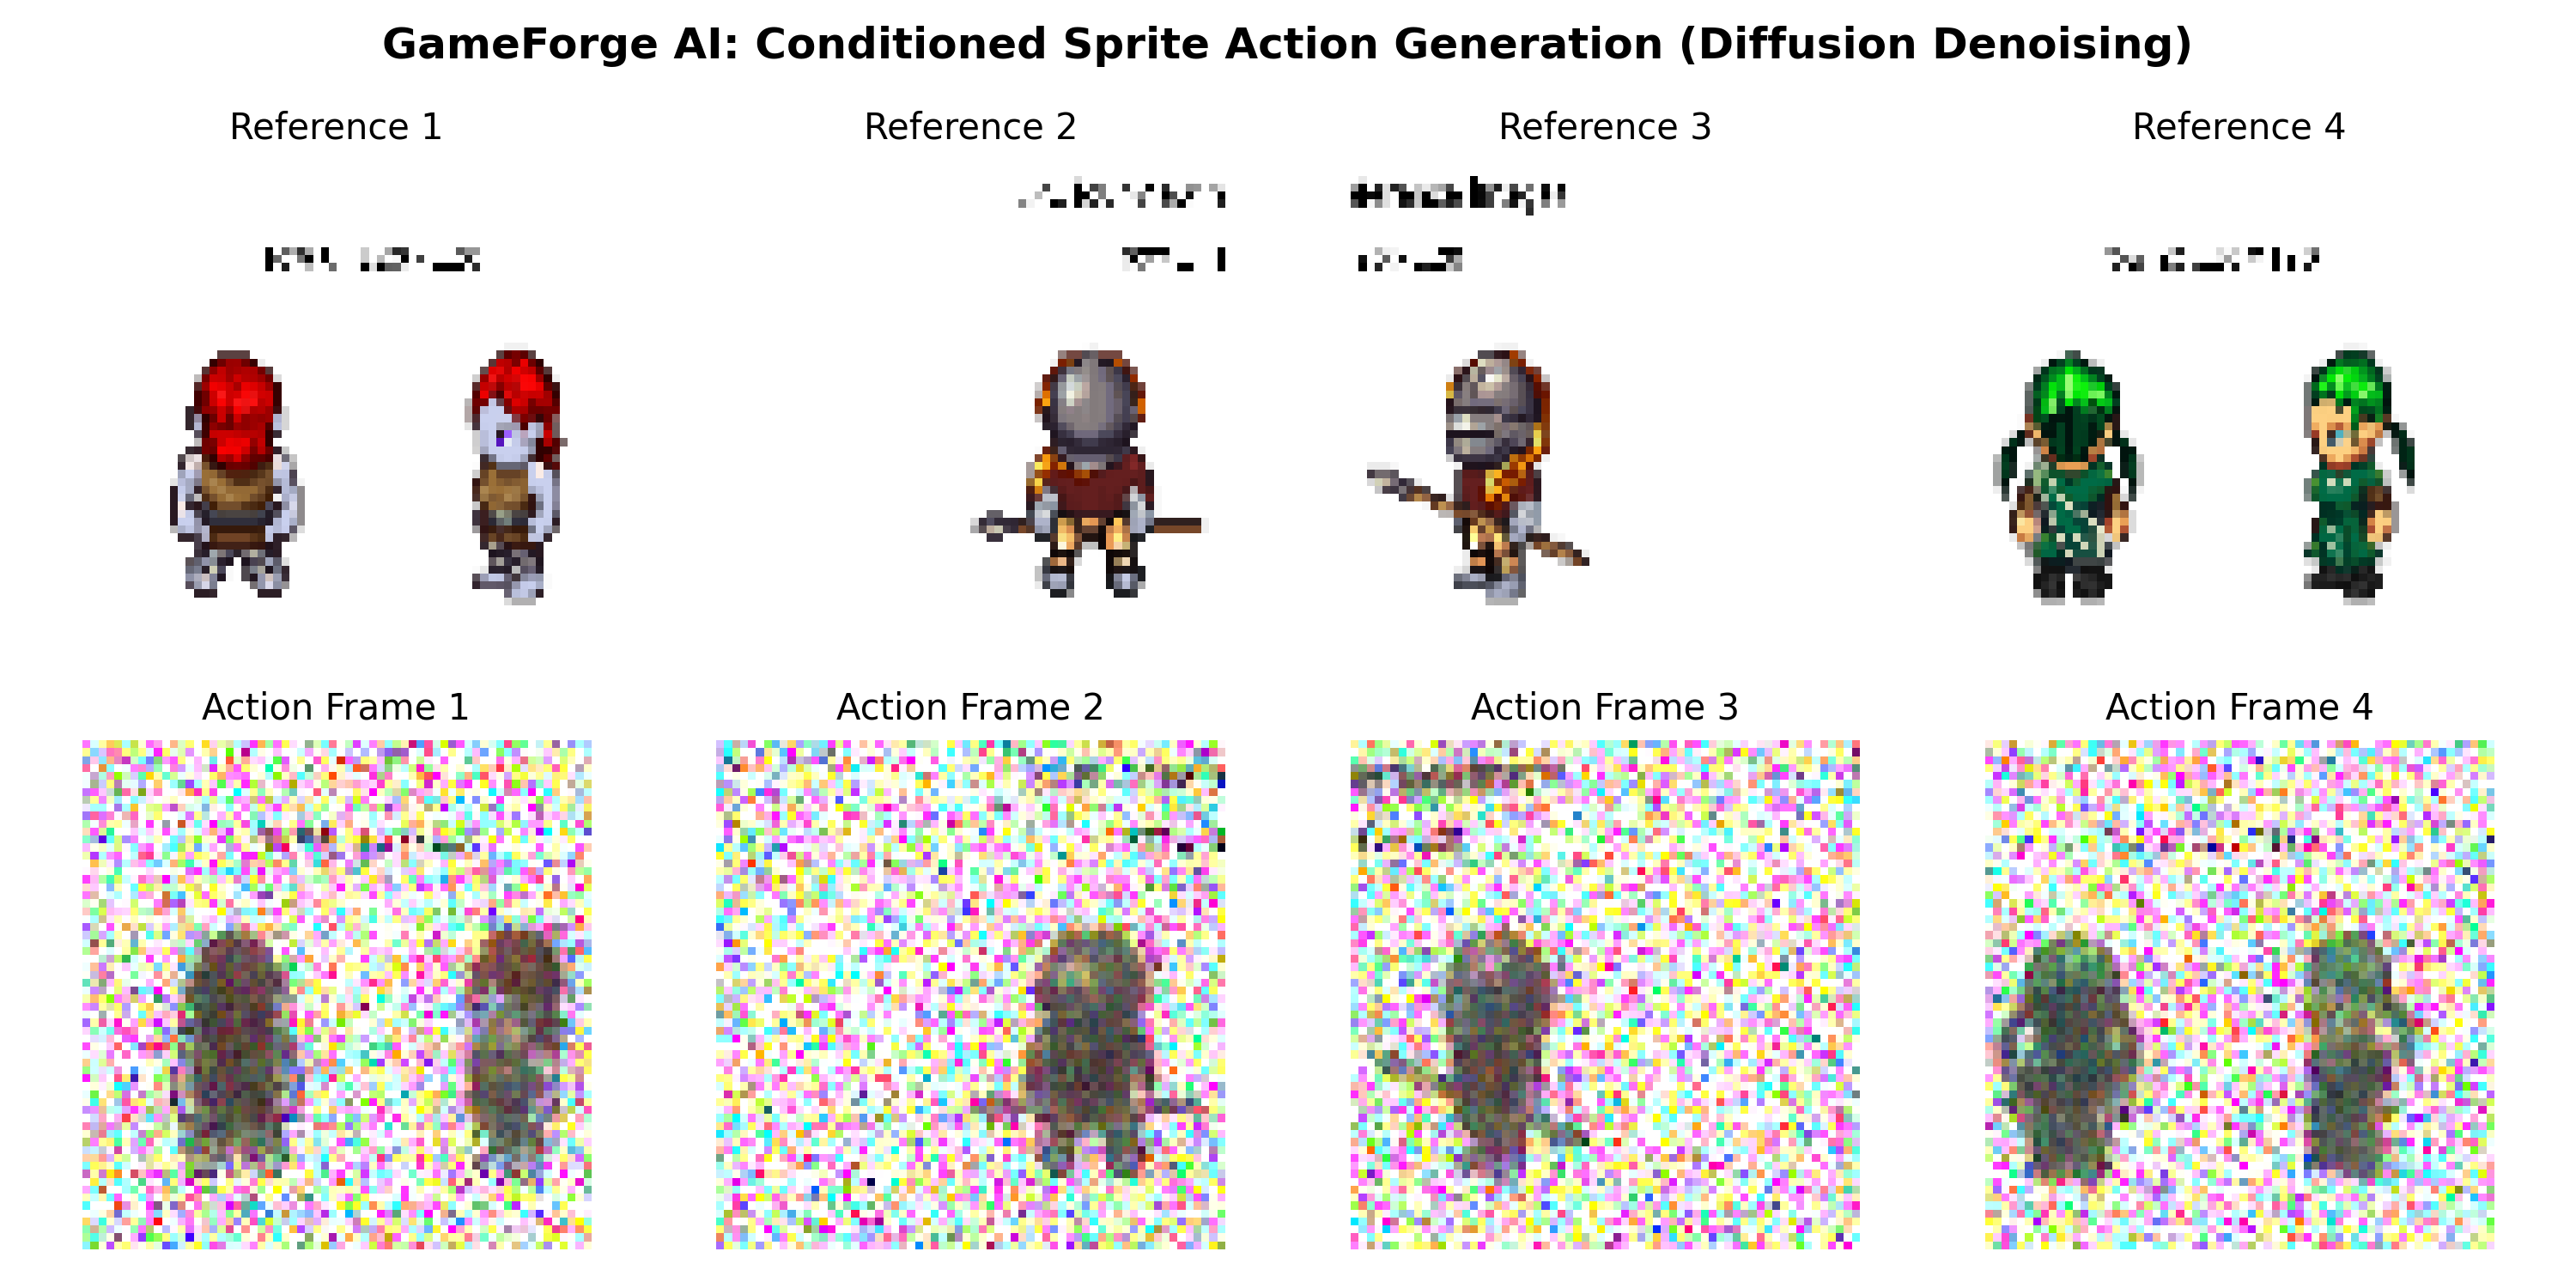 GameForge AI: Conditioned Sprite Action Generation (Diffusion Denoising)
Reference 1
Reference 2
Reference 3
Reference 4
Action Frame 1
Action Frame 2
Action Frame 3
Action Frame 4